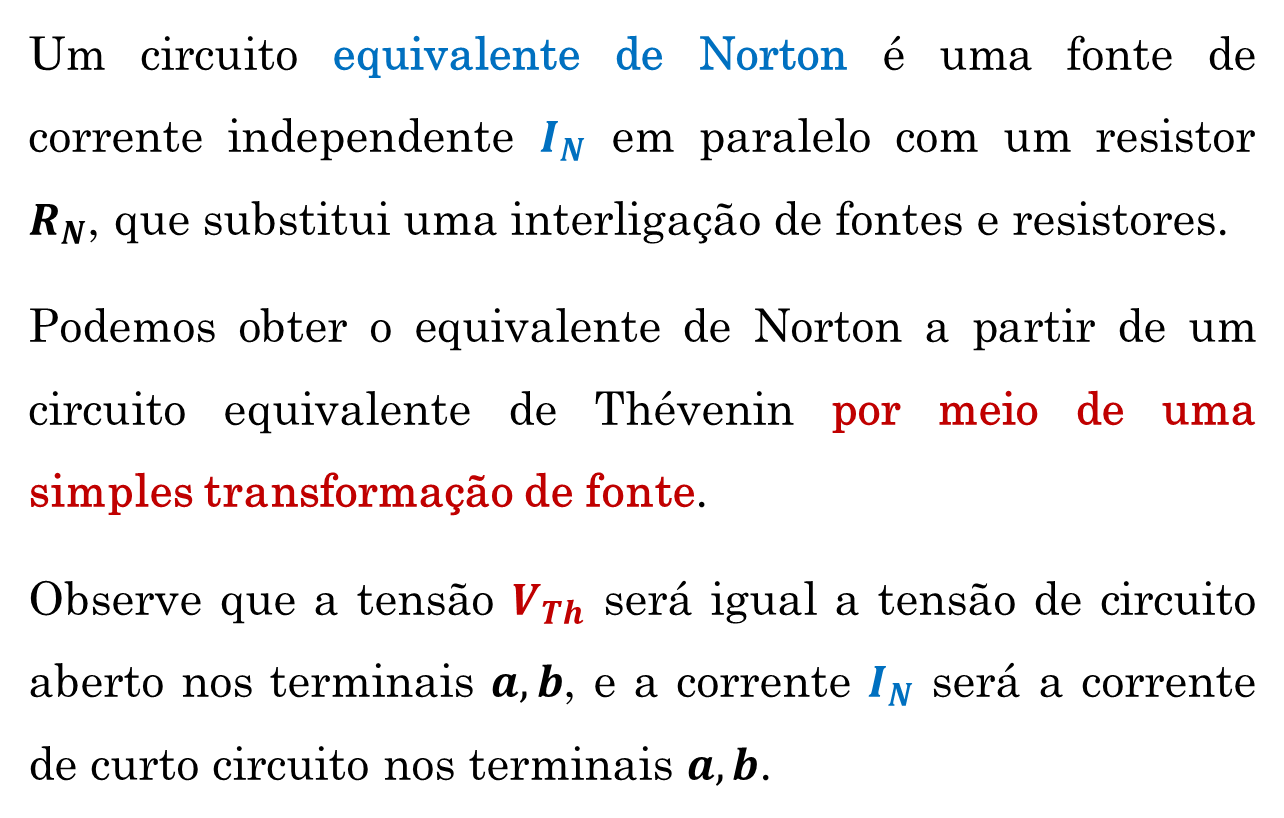 Um circuito equivalente de Norton é uma fonte de
corrente independente I_N em paralelo com um resistor
R_N, que substitui uma interligação de fontes e resistores.
Podemos obter o equivalente de Norton a partir de um
circuito equivalente de Thévenin por meio de uma
simples transformação de fonte.
Observe que a tensão V_Th será igual a tensão de circuito
aberto nos terminais a, b, e a corrente I_N será a corrente
de curto circuito nos terminais a, b.